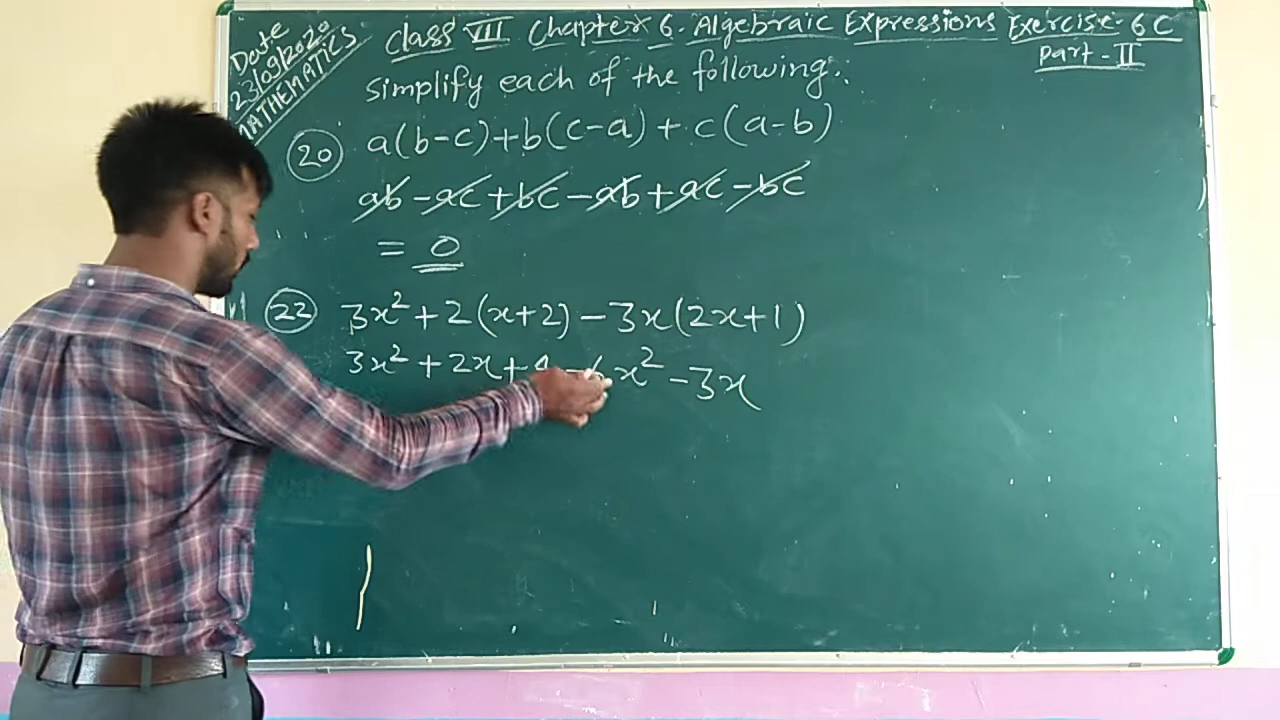 Date
23/09/2020
MATHEMATICS
Class VII Chapter 6. Algebraic Expressions Exercise-6C
Part-II
Simplify each of the following:
20 a(b-c)+b(c-a)+c(a-b)
ab-ac+bc-ab+ac-bc
= 0
22 3x²+2(x+2)-3x(2x+1)
3x²+2x+4-6x²-3x